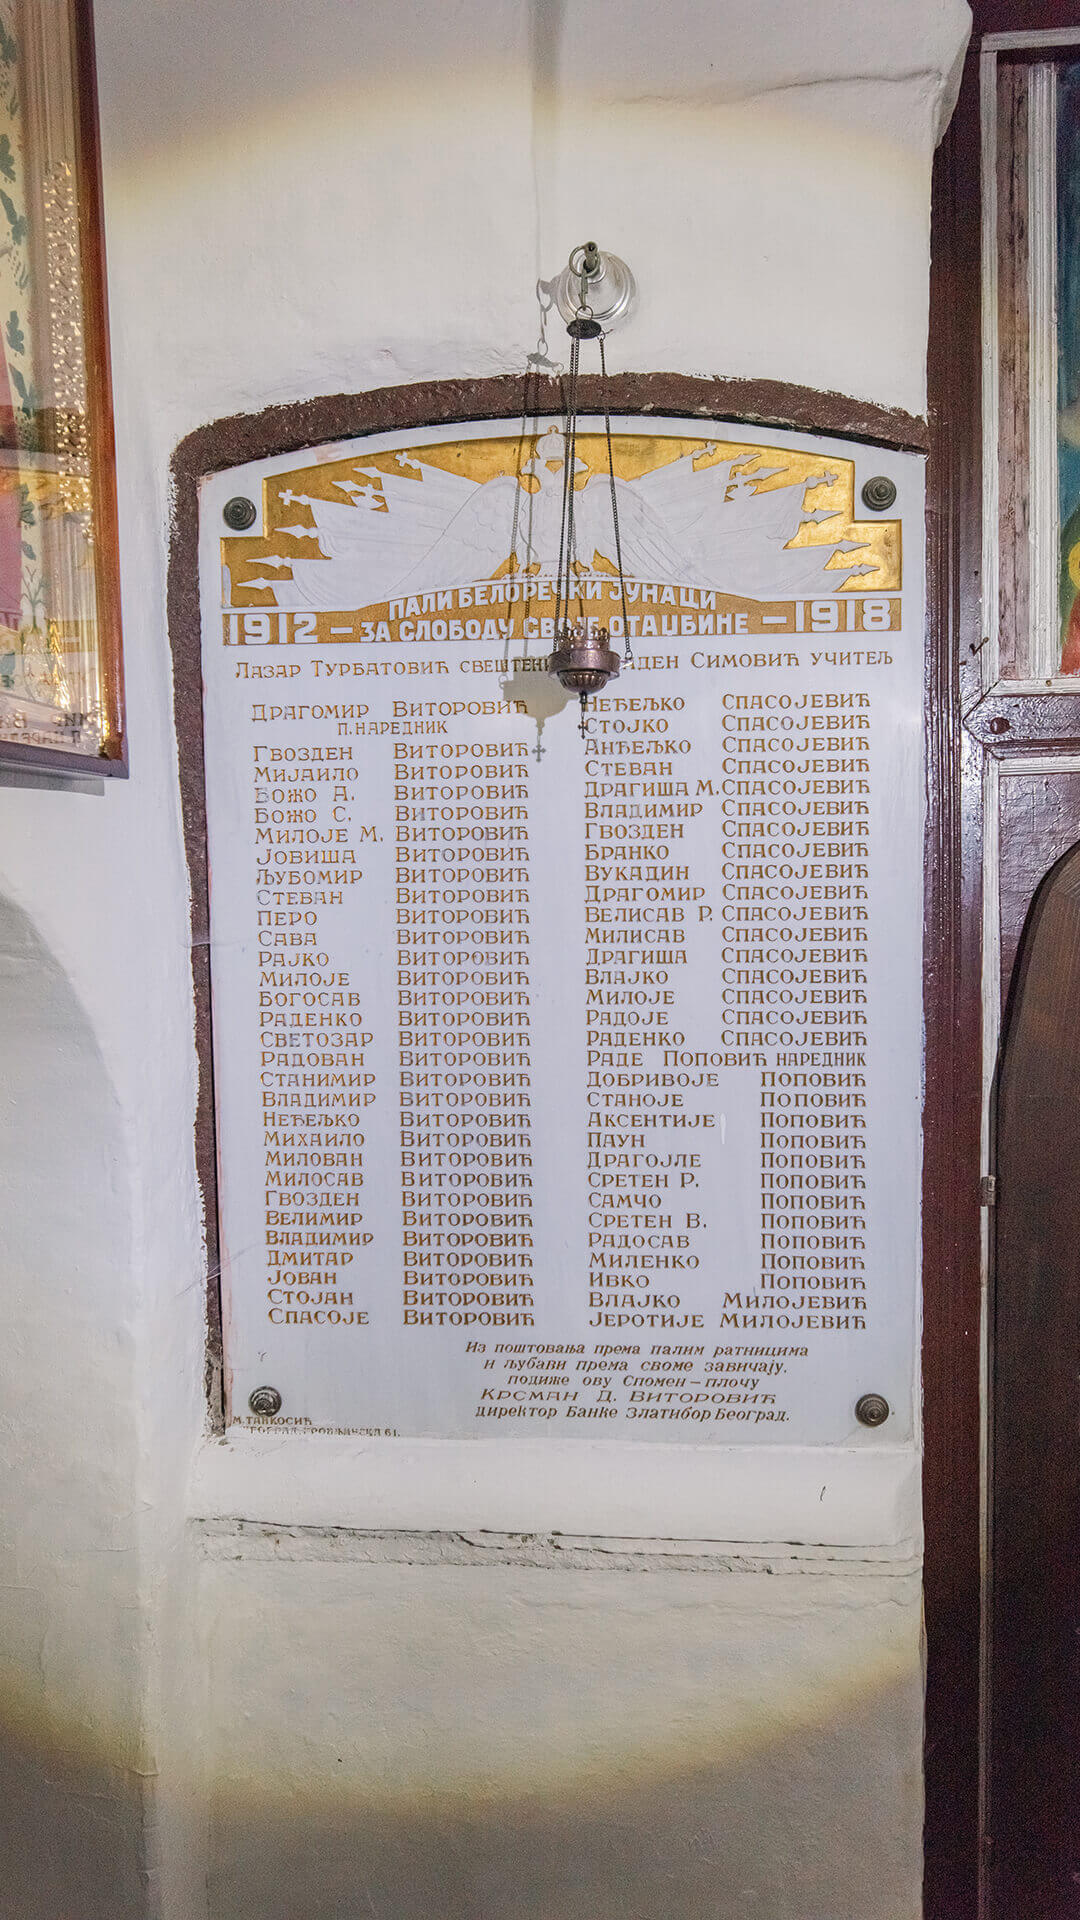 ПАЛИ БЕЛОРЕЧКИ ЈУНАЦИ
1912 – ЗА СЛОБОДУ СВОЈЕ ОТАЏБИНЕ – 1918
ЛАЗАР ТУРБАТОВИЋ СИМОВИЋ УЧИТЕЉ
ДРАГОМИР ВИТОРОВИЋ
П. НАРЕДНИК
ГВОЗДЕН ВИТОРОВИЋ
МИЈАИЛО ВИТОРОВИЋ
БОЖО А. ВИТОРОВИЋ
БОЖО С. ВИТОРОВИЋ
МИЛОЈЕ М. ВИТОРОВИЋ
ЈОВИША ВИТОРОВИЋ
ЉУБОМИР ВИТОРОВИЋ
СТЕВАН ВИТОРОВИЋ
ПЕРО ВИТОРОВИЋ
САВА ВИТОРОВИЋ
РАЈКО ВИТОРОВИЋ
МИЛОЈЕ ВИТОРОВИЋ
БОГОСАВ ВИТОРОВИЋ
РАДЕНКО ВИТОРОВИЋ
СВЕТОЗАР ВИТОРОВИЋ
РАДОВАН ВИТОРОВИЋ
СТАНИМИР ВИТОРОВИЋ
ВЛАДИМИР ВИТОРОВИЋ
НЕЂЕЉКО ВИТОРОВИЋ
МИХАИЛО ВИТОРОВИЋ
МИЛОВАН ВИТОРОВИЋ
МИЛОСАВ ВИТОРОВИЋ
ГВОЗДЕН ВИТОРОВИЋ
ВЕЛИМИР ВИТОРОВИЋ
ВЛАДИМИР ВИТОРОВИЋ
ДМИТАР ВИТОРОВИЋ
ЈОВАН ВИТОРОВИЋ
СТОЈАН ВИТОРОВИЋ
СПАСОЈЕ ВИТОРОВИЋ
НЕЂЕЉКО СПАСОЈЕВИЋ
СТОЈКО СПАСОЈЕВИЋ
АНЂЕЉКО СПАСОЈЕВИЋ
СТЕВАН СПАСОЈЕВИЋ
ДРАГИША М. СПАСОЈЕВИЋ
ВЛАДИМИР СПАСОЈЕВИЋ
ГВОЗДЕН СПАСОЈЕВИЋ
БРАНКО СПАСОЈЕВИЋ
ВУКАДИН СПАСОЈЕВИЋ
ДРАГОМИР СПАСОЈЕВИЋ
ВЕЛИСАВ Р. СПАСОЈЕВИЋ
МИЛИСАВ СПАСОЈЕВИЋ
ДРАГИША СПАСОЈЕВИЋ
ВЛАЈКО СПАСОЈЕВИЋ
МИЛОЈЕ СПАСОЈЕВИЋ
РАДОЈЕ СПАСОЈЕВИЋ
РАДЕНКО СПАСОЈЕВИЋ
РАДЕ ПОПОВИЋ НАРЕДНИК
ДОБРИВОЈЕ ПОПОВИЋ
СТАНОЈЕ ПОПОВИЋ
АКСЕНТИЈЕ ПОПОВИЋ
ПАУН ПОПОВИЋ
ДРАГОЈЛЕ ПОПОВИЋ
СРЕТЕН Р. ПОПОВИЋ
САМЧО ПОПОВИЋ
СРЕТЕН В. ПОПОВИЋ
РАДОСАВ ПОПОВИЋ
МИЛЕНКО ПОПОВИЋ
ИВКО ПОПОВИЋ
ВЛАЈКО МИЛОЈЕВИЋ
ЈЕРОТИЈЕ МИЛОЈЕВИЋ
Из поштовања према палим ратницима
и љубави према своме завичају,
подиже ову Спомен – плочу
КРСМАН Д. ВИТОРОВИЋ
директор Банке Златибор Београд.
М. ТАНКОСИЋ
61.